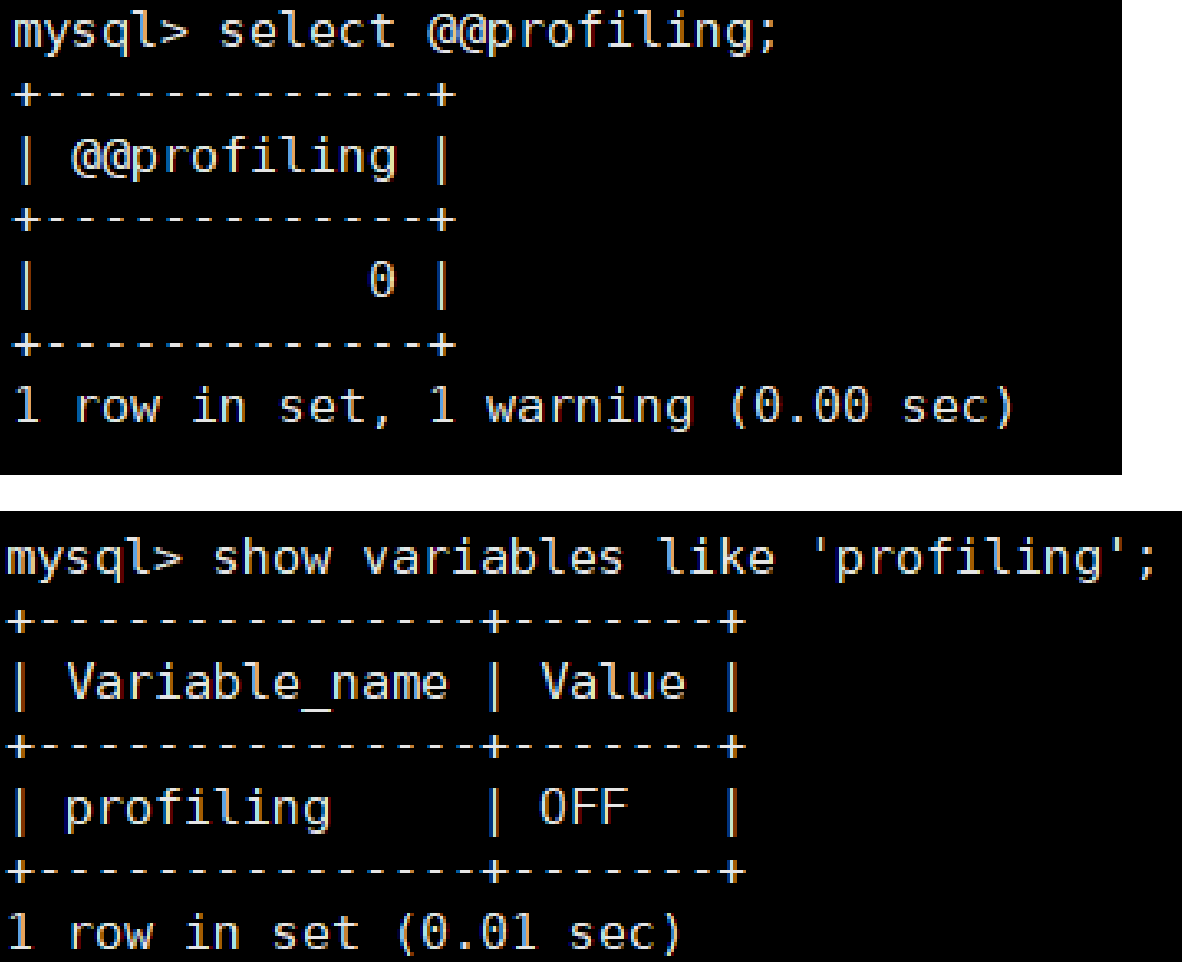 mysql> select @@profiling;
+-------------+
| @@profiling |
+-------------+
|           0 |
+-------------+
1 row in set, 1 warning (0.00 sec)
mysql> show variables like 'profiling';
+---------------+-------+
| Variable_name | Value |
+---------------+-------+
| profiling     | OFF   |
+---------------+-------+
1 row in set (0.01 sec)